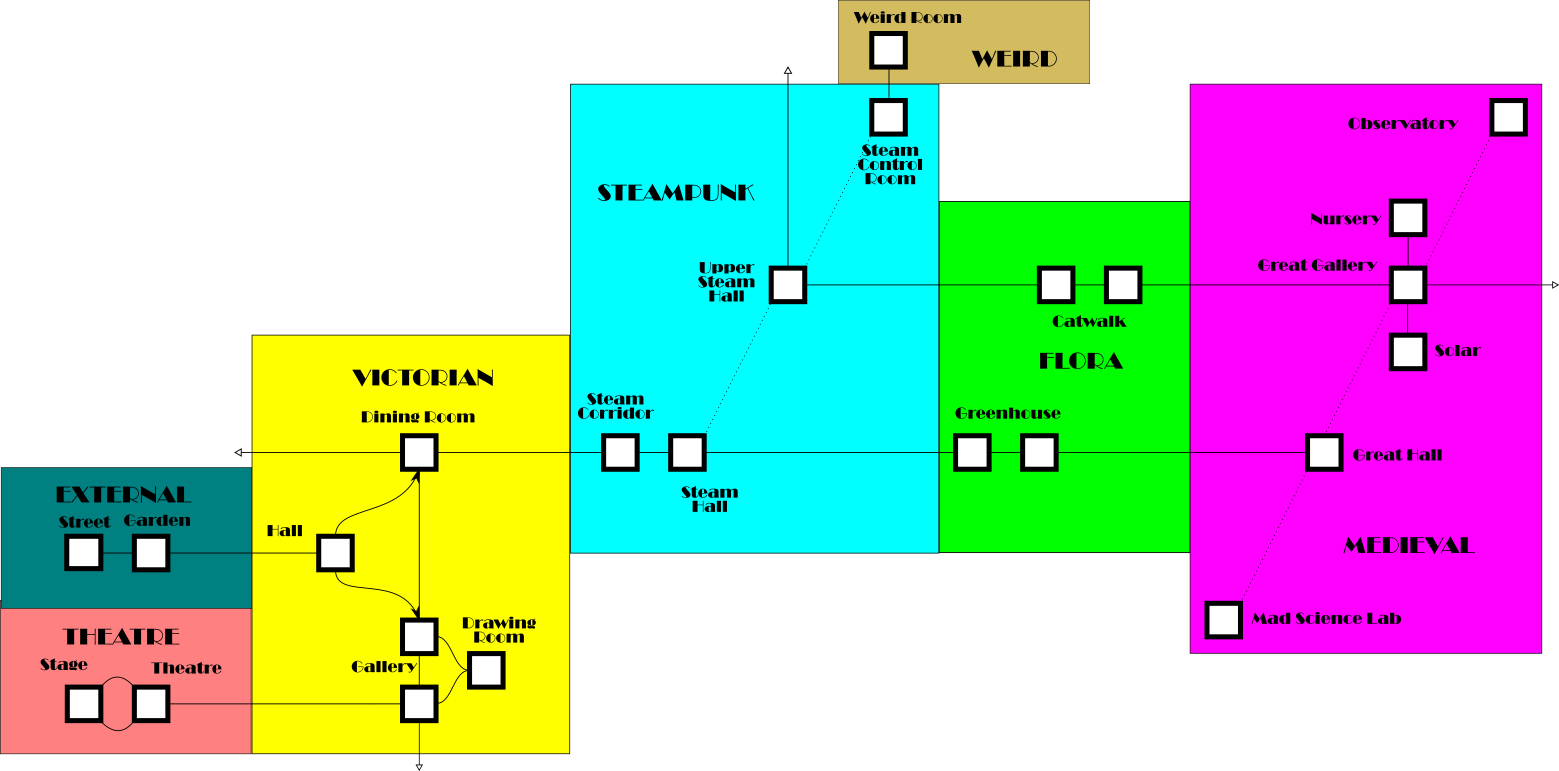 Weird Room
WEIRD
STEAMPUNK
Steam
Control
Room
Observatory
Nursery
Great Gallery
Upper
Steam
Hall
Catwalk
FLORA
Solar
VICTORIAN
Dining Room
Steam
Corridor
Greenhouse
Great Hall
Steam
Hall
EXTERNAL
Street
Garden
Hall
MEDIEVAL
Mad Science Lab
THEATRE
Stage
Theatre
Drawing
Room
Gallery